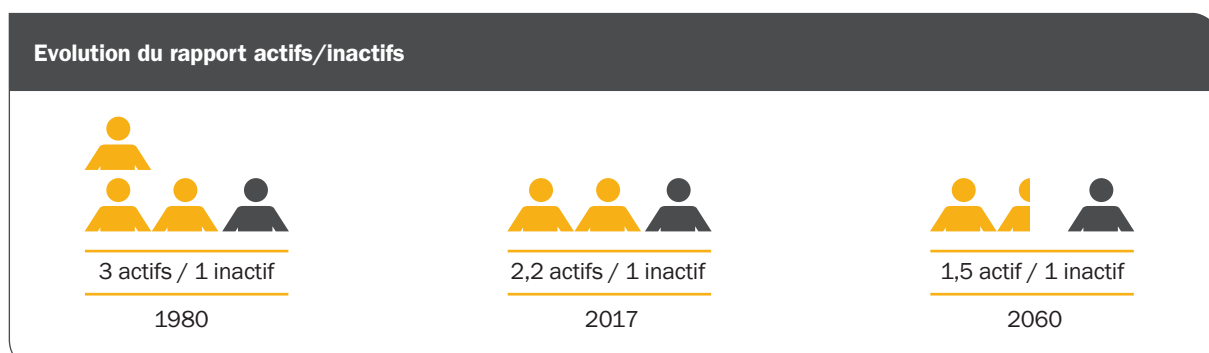 Evolution du rapport actifs/inactifs
3 actifs / 1 inactif
1980
2,2 actifs / 1 inactif
2017
1,5 actif / 1 inactif
2060